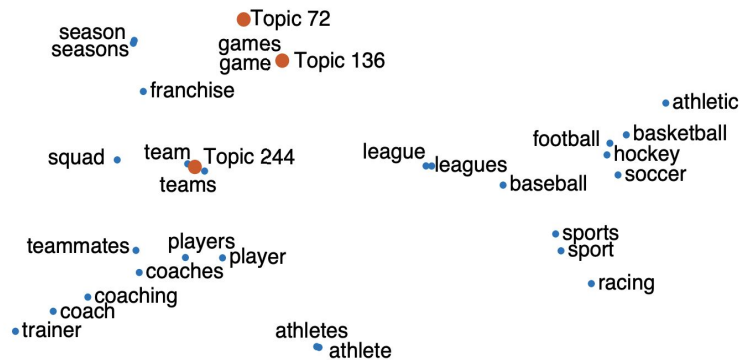 Topic 72
season
seasons
games
game
Topic 136
franchise
athletic
basketball
football
hockey
soccer
league
leagues
baseball
squad
team
Topic 244
teams
sports
sport
racing
teammates
players
player
coaches
coaching
coach
trainer
athletes
athlete